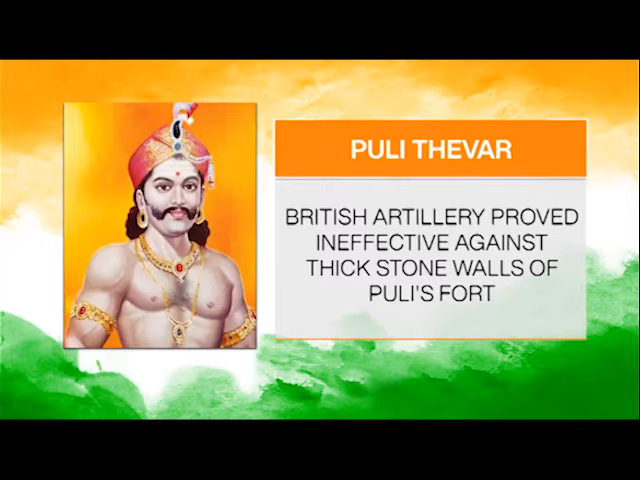 PULI THEVAR
BRITISH ARTILLERY PROVED
INEFFECTIVE AGAINST
THICK STONE WALLS OF
PULI'S FORT